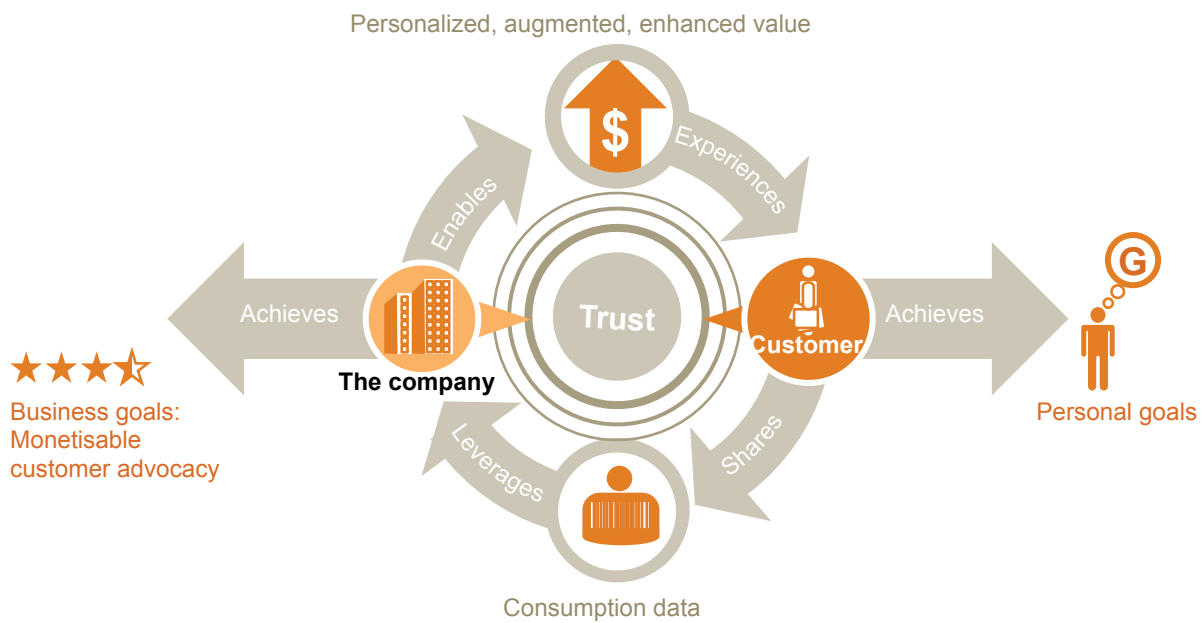 Personalized, augmented, enhanced value
$
Experiences
Enables
G
Achieves
Trust
Achieves
Customer
The company
Business goals:
Monetisable
customer advocacy
Personal goals
Leverages
Shares
Consumption data